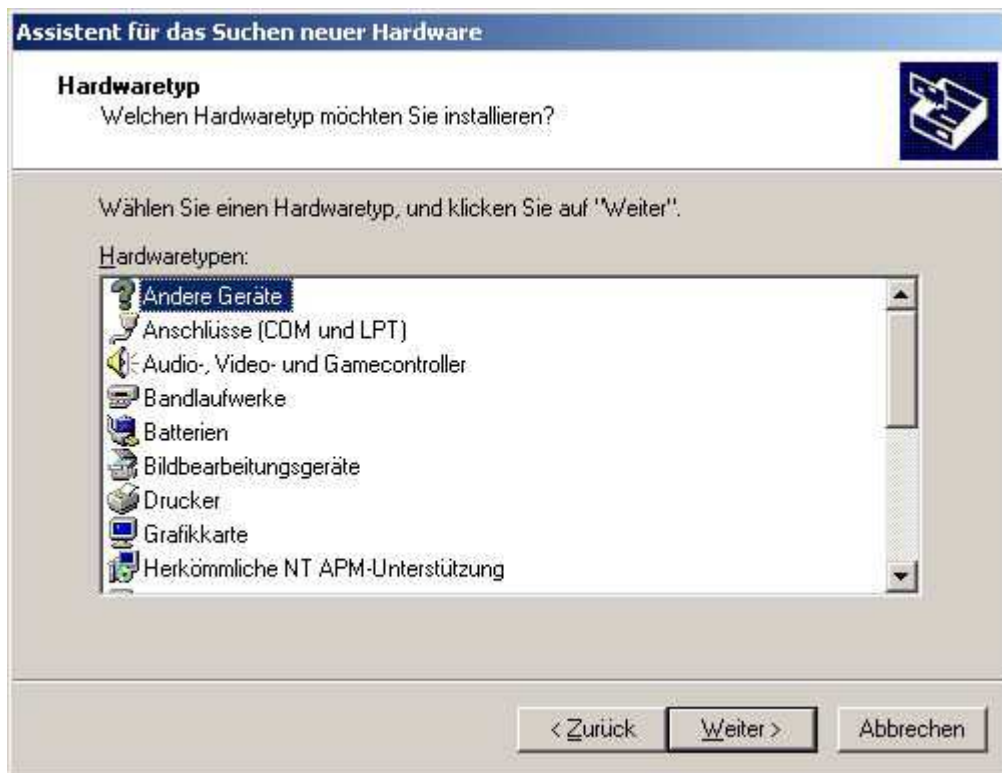 Assistent für das Suchen neuer Hardware
Hardwaretyp
Welchen Hardwaretyp möchten Sie installieren?
Wählen Sie einen Hardwaretyp, und klicken Sie auf "Weiter".
Hardwaretypen:
Andere Geräte
Anschlüsse (COM und LPT)
Audio-, Video- und Gamecontroller
Bandlaufwerke
Batterien
Bildbearbeitungsgeräte
Drucker
Grafikkarte
Herkömmliche NT APM-Unterstützung
< Zurück
Weiter >
Abbrechen